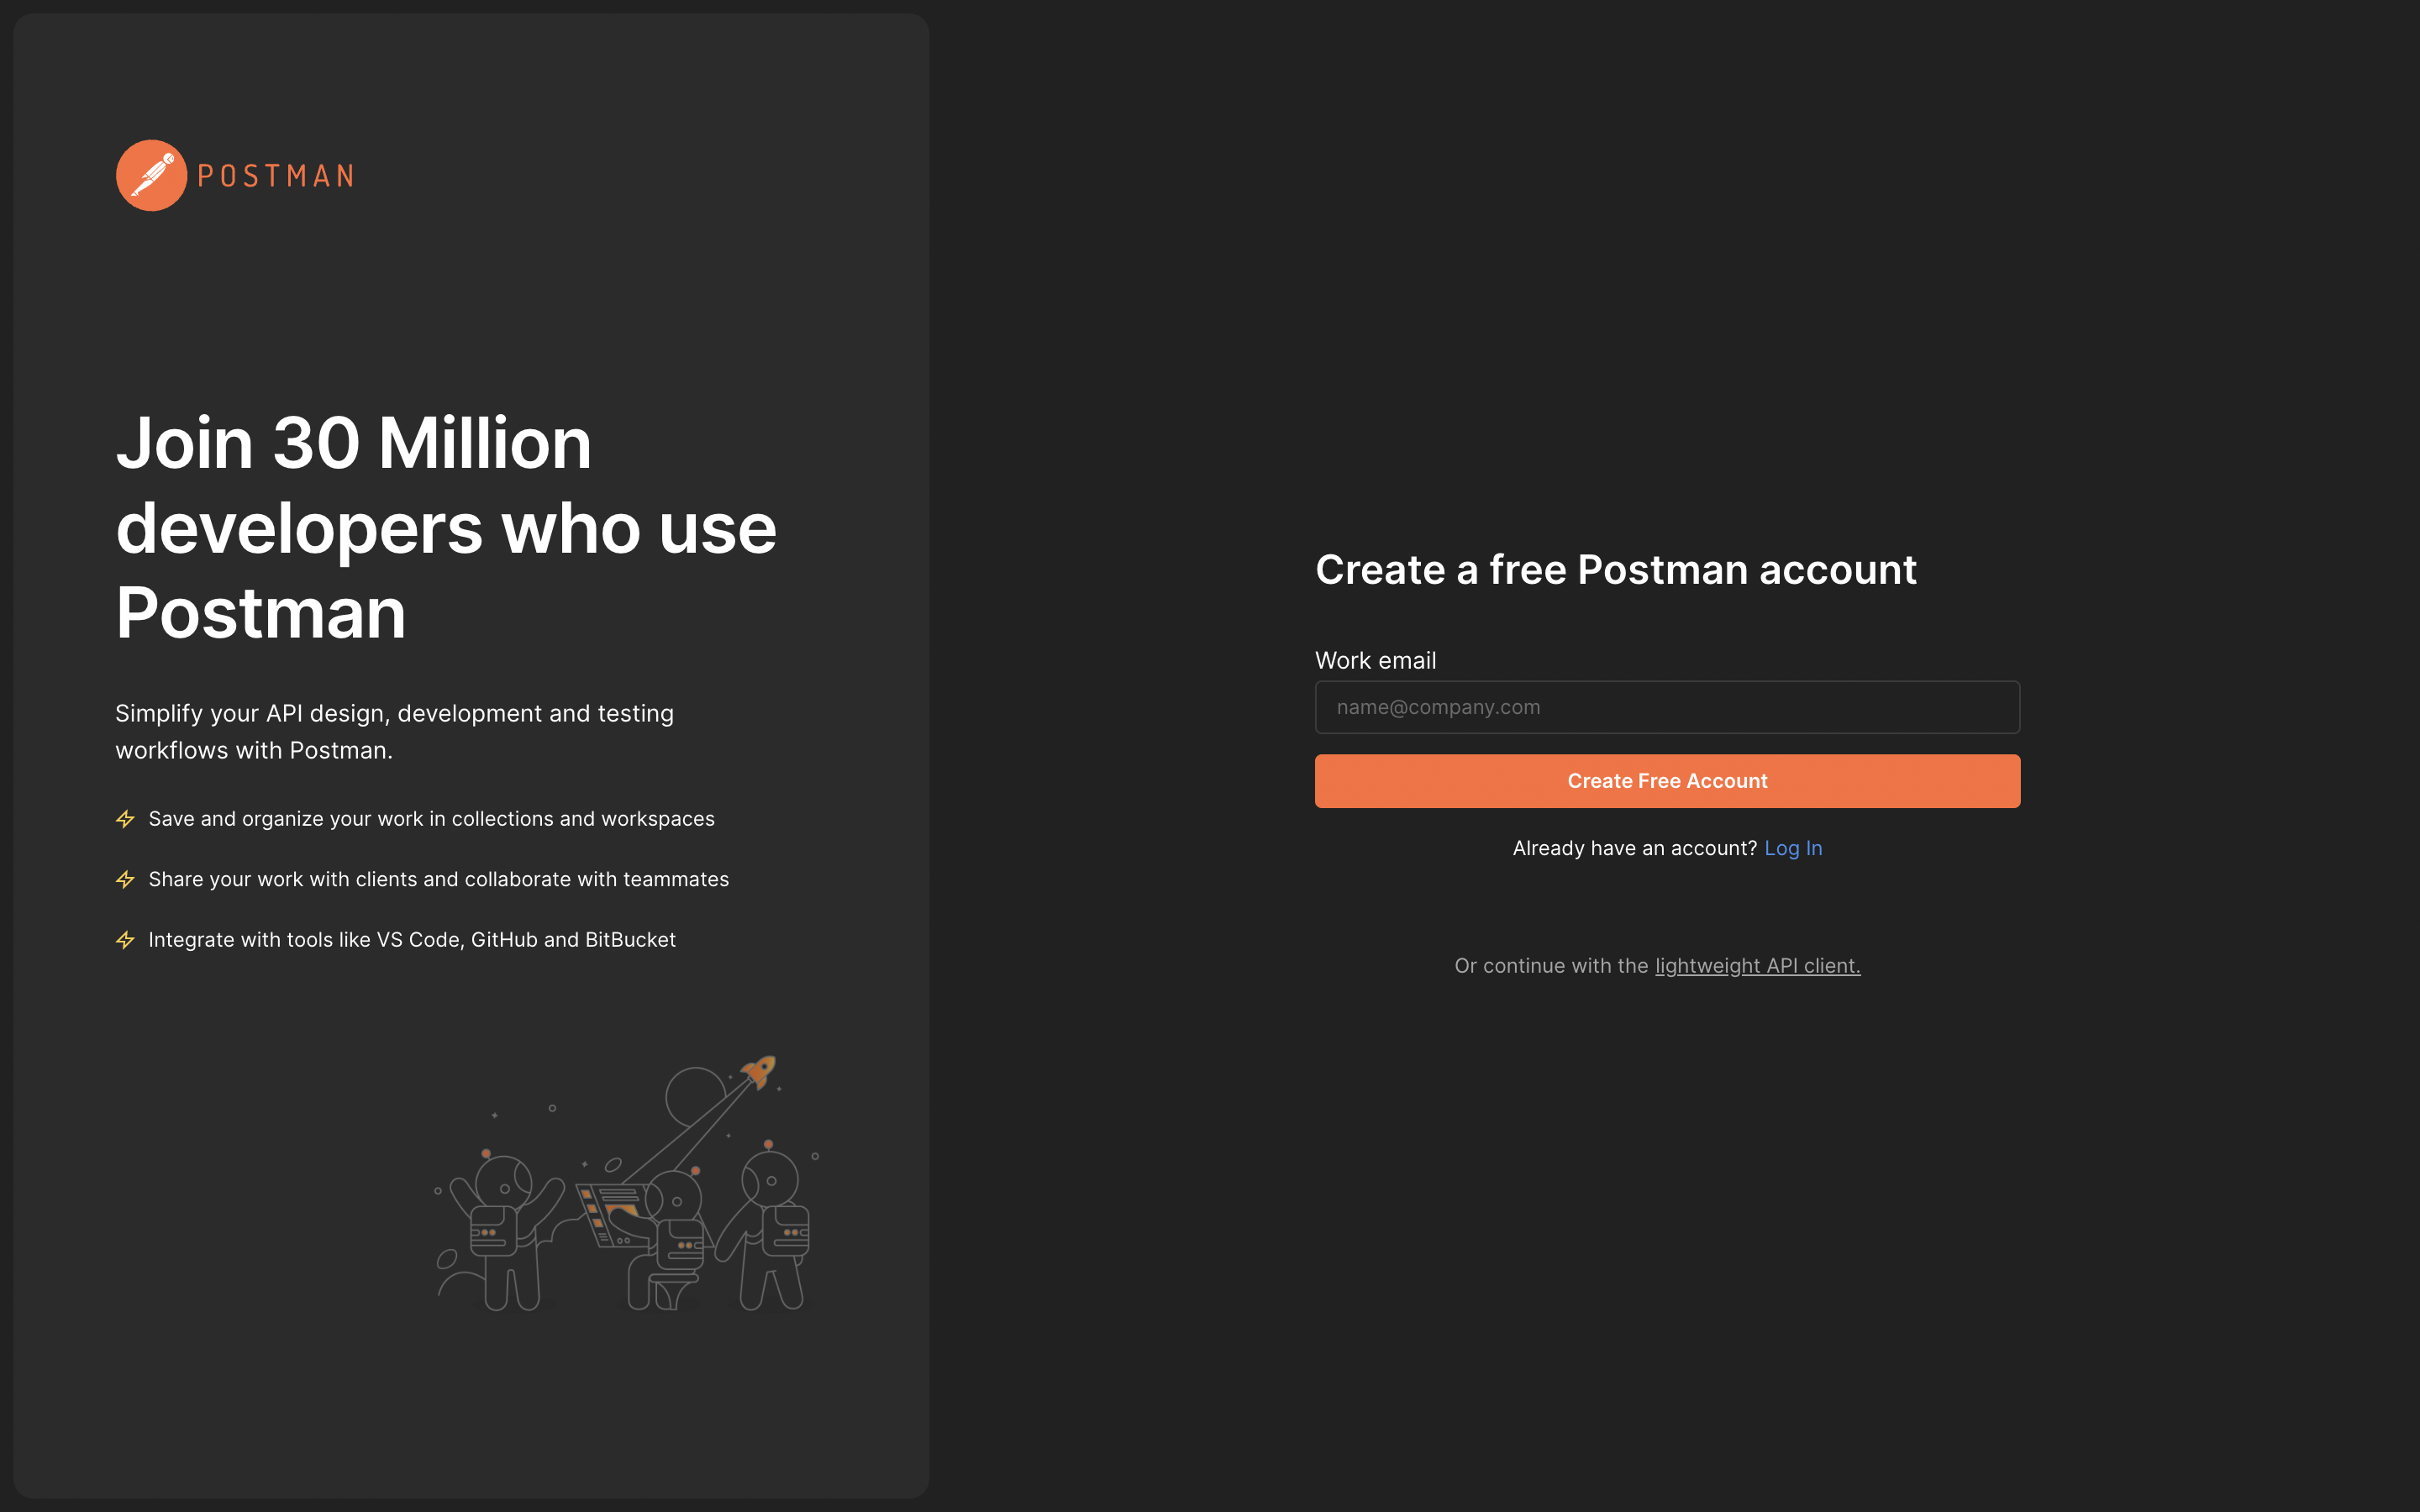 POSTMAN
Join 30 Million
developers who use
Postman
Simplify your API design, development and testing
workflows with Postman.
Save and organize your work in collections and workspaces
Share your work with clients and collaborate with teammates
Integrate with tools like VS Code, GitHub and BitBucket
Create a free Postman account
Work email
name@company.com
Create Free Account
Already have an account? Log In
Or continue with the lightweight API client.